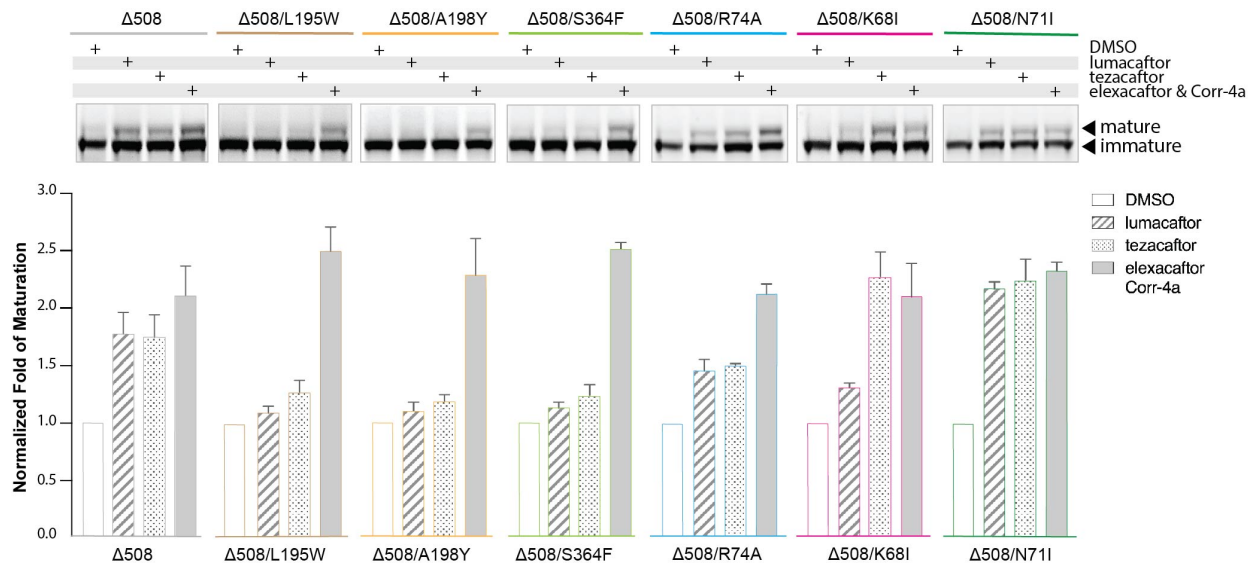 Δ508 Δ508/L195W Δ508/A198Y Δ508/S364F Δ508/R74A Δ508/K68I Δ508/N71I
+ + + + + + + DMSO
+ + + + + + + lumacaftor
+ + + + + + + tezacaftor
+ + + + + + + elexacaftor & Corr-4a
mature
immature
Normalized Fold of Maturation
3.0
2.5
2.0
1.5
1.0
0.5
0.0
DMSO
lumacaftor
tezacaftor
elexacaftor
Corr-4a
Δ508 Δ508/L195W Δ508/A198Y Δ508/S364F Δ508/R74A Δ508/K68I Δ508/N71I